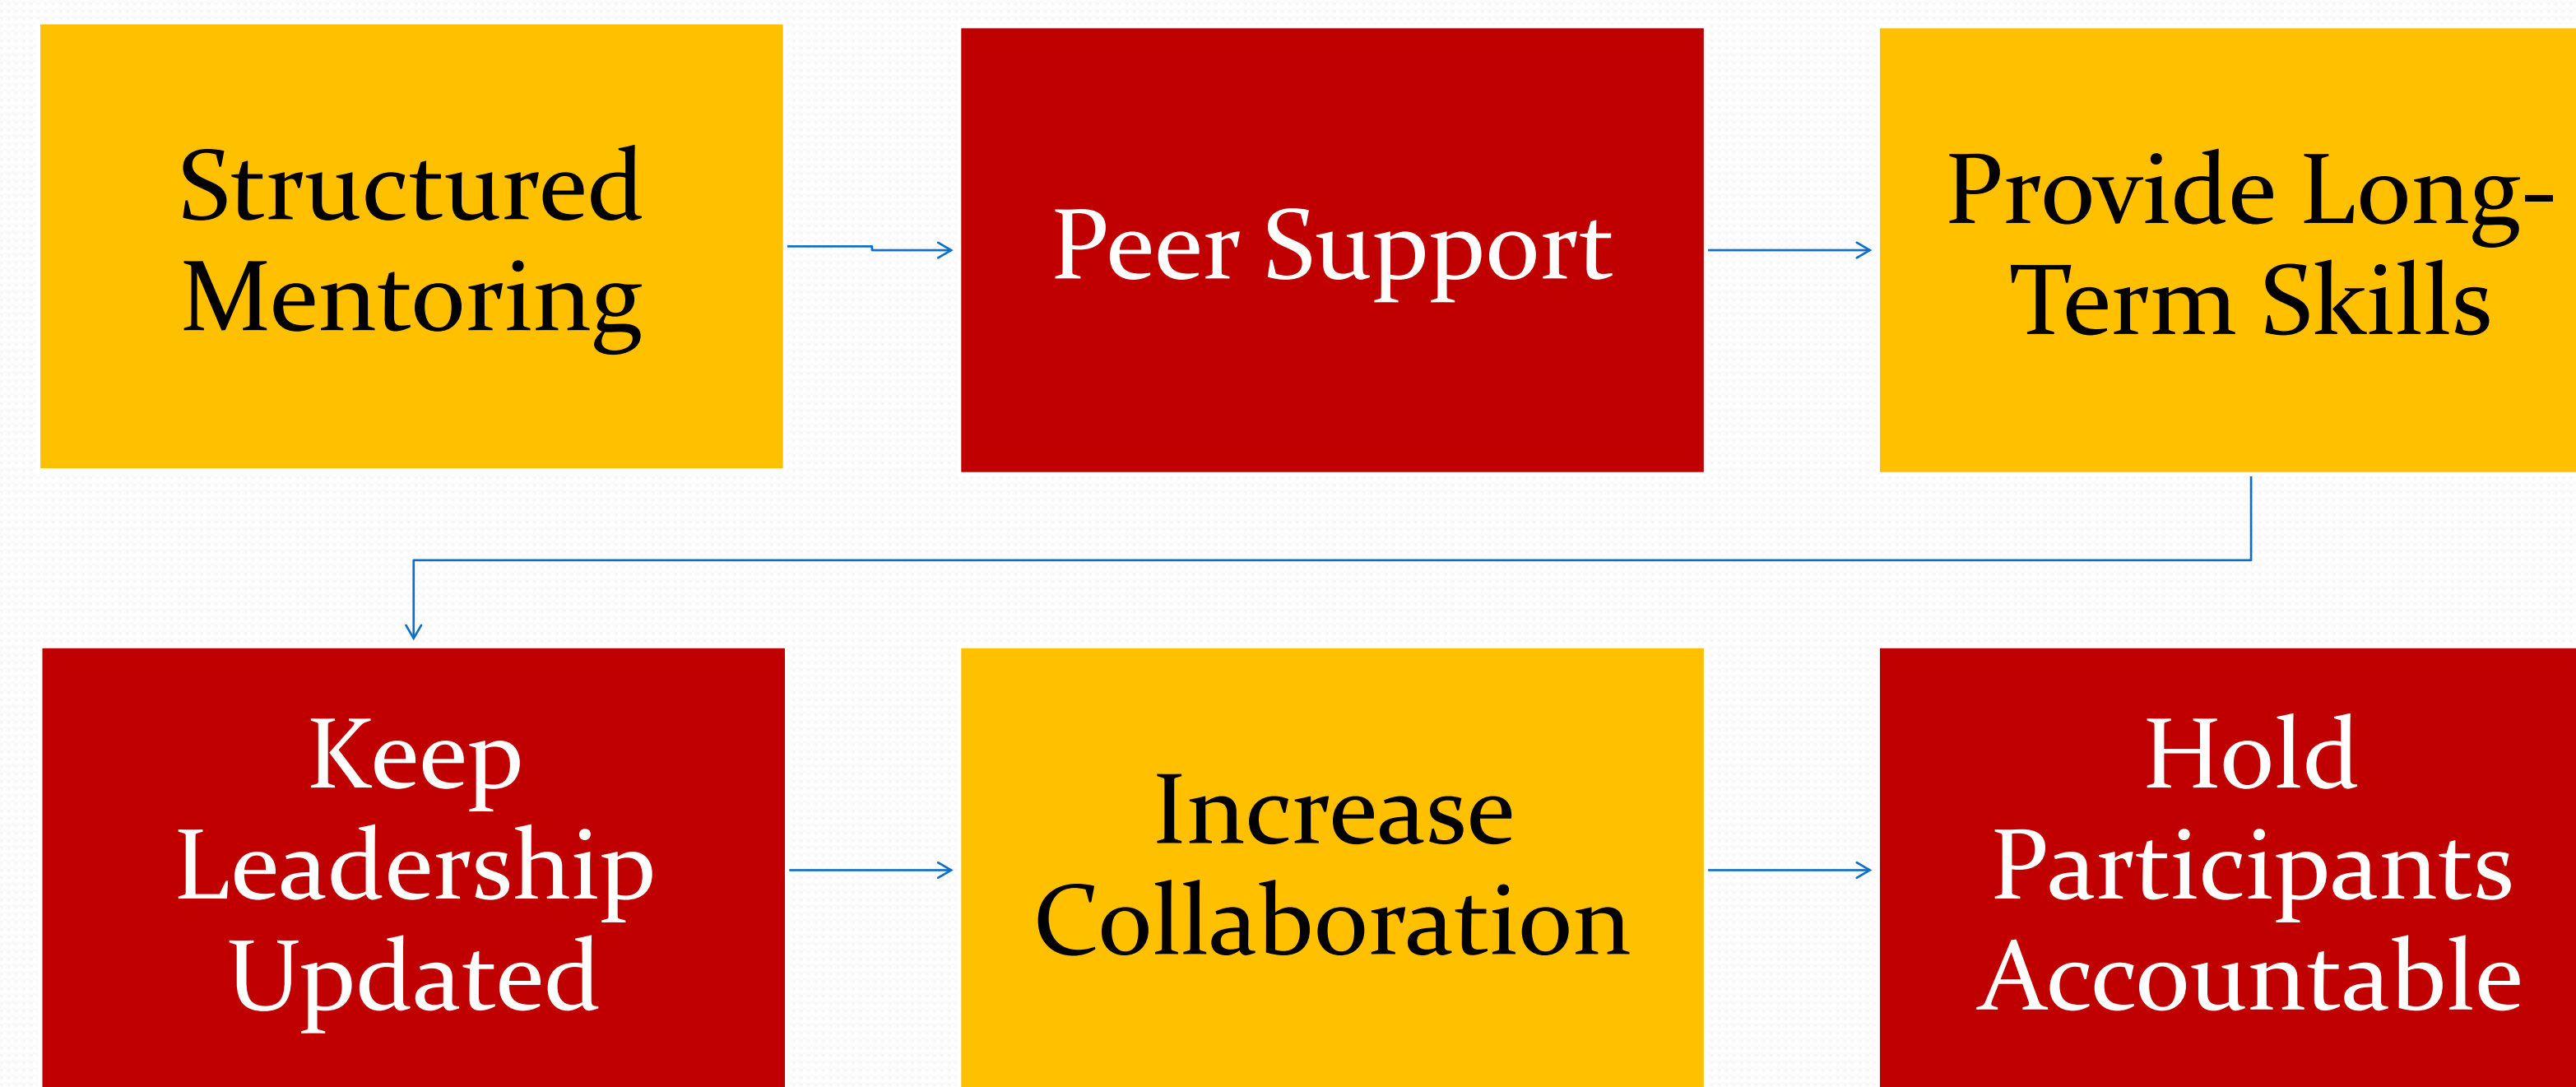 Structured
Mentoring
Peer Support
Provide Long-
Term Skills
Keep
Leadership
Updated
Increase
Collaboration
Hold
Participants
Accountable